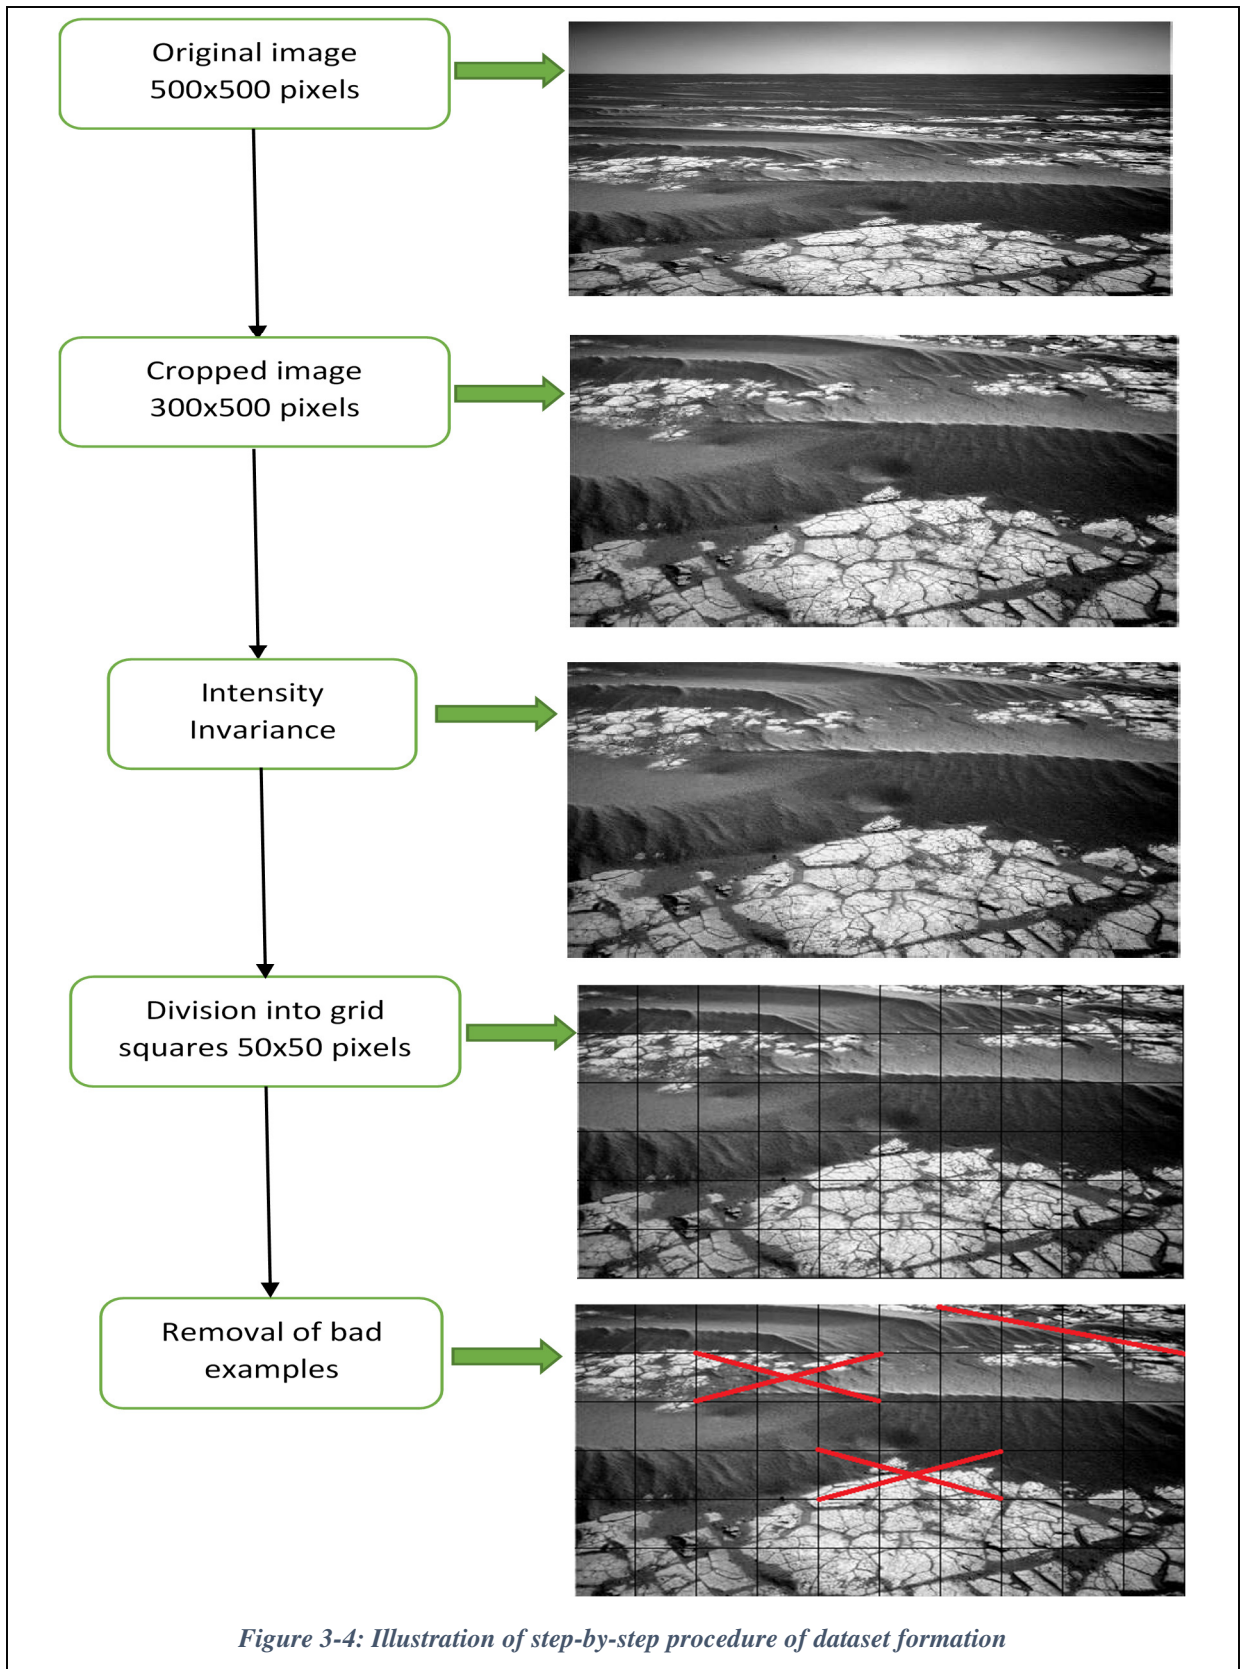 Original image
500x500 pixels
Cropped image
300x500 pixels
Intensity
Invariance
Division into grid
squares 50x50 pixels
Removal of bad
examples
Figure 3-4: Illustration of step-by-step procedure of dataset formation